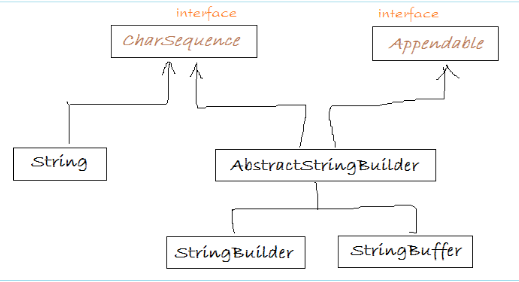 interface
interface
CharSequence
Appendable
String
AbstractStringBuilder
StringBuilder
StringBuffer